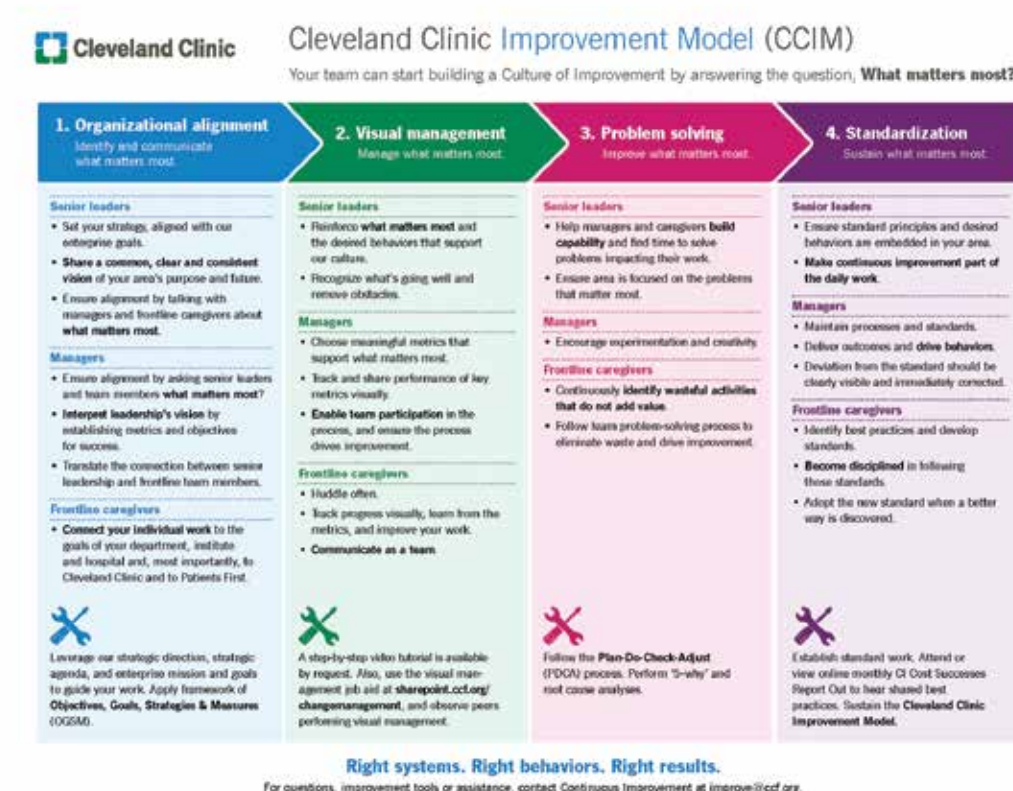 Cleveland Clinic
Cleveland Clinic Improvement Model (CCIM)
Your team can start building a Culture of Improvement by answering the question, What matters most?
1. Organizational alignment
Identify and communicate
what matters most.
2. Visual management
Manage what matters most.
3. Problem solving
Improve what matters most.
4. Standardization
Sustain what matters most.
Senior leaders
• Set your strategy, aligned with our
enterprise goals.
• Share a common, clear and consistent
vision of your area's purpose and future.
• Ensure alignment by talking with
managers and frontline caregivers about
what matters most.
Managers
• Ensure alignment by asking senior leaders
and team members what matters most?
• Interpret leadership's vision by
establishing metrics and objectives
for success.
• Translate the connection between senior
leadership and frontline team members.
Frontline caregivers
• Connect your individual work to the
goals of your department, institute
and hospital and, most importantly, to
Cleveland Clinic and to Patients First.
Leverage our strategic direction, strategic
agenda, and enterprise mission and goals
to guide your work. Apply framework of
Objectives, Goals, Strategies & Measures
(OGSM).
Senior leaders
• Reinforce what matters most and
the desired behaviors that support
our culture.
• Recognize what's going well and
remove obstacles.
Managers
• Choose meaningful metrics that
support what matters most.
• Track and share performance of key
metrics visually.
• Enable team participation in the
process, and ensure the process
drives improvement.
Frontline caregivers
• Huddle often.
• Track progress visually, learn from the
metrics, and improve your work.
• Communicate as a team.
A step-by-step video tutorial is available
by request. Also, use the visual man-
agement job aid at sharepoint.ccf.org/
changemanagement, and observe peers
performing visual management.
Senior leaders
• Help managers and caregivers build
capability and find time to solve
problems impacting their work.
• Ensure area is focused on the problems
that matter most.
Managers
• Encourage experimentation and creativity.
Frontline caregivers
• Continuously identify wasteful activities
that do not add value.
• Follow team problem-solving process to
eliminate waste and drive improvement.
Follow the Plan-Do-Check-Adjust
(PDCA) process. Perform "5-why" and
root cause analyses.
Senior leaders
• Ensure standard principles and desired
behaviors are embedded in your area.
• Make continuous improvement part of
the daily work.
Managers
• Maintain processes and standards.
• Deliver outcomes and drive behaviors.
• Deviation from the standard should be
clearly visible and immediately corrected.
Frontline caregivers
• Identify best practices and develop
standards.
• Become disciplined in following
those standards.
• Adopt the new standard when a better
way is discovered.
Establish standard work. Attend or
view online monthly CI Cost Successes
Report Out to hear shared best
practices. Sustain the Cleveland Clinic
Improvement Model.
Right systems. Right behaviors. Right results.
For questions, improvement tools or assistance, contact Continuous Improvement at improve@ccf.org.